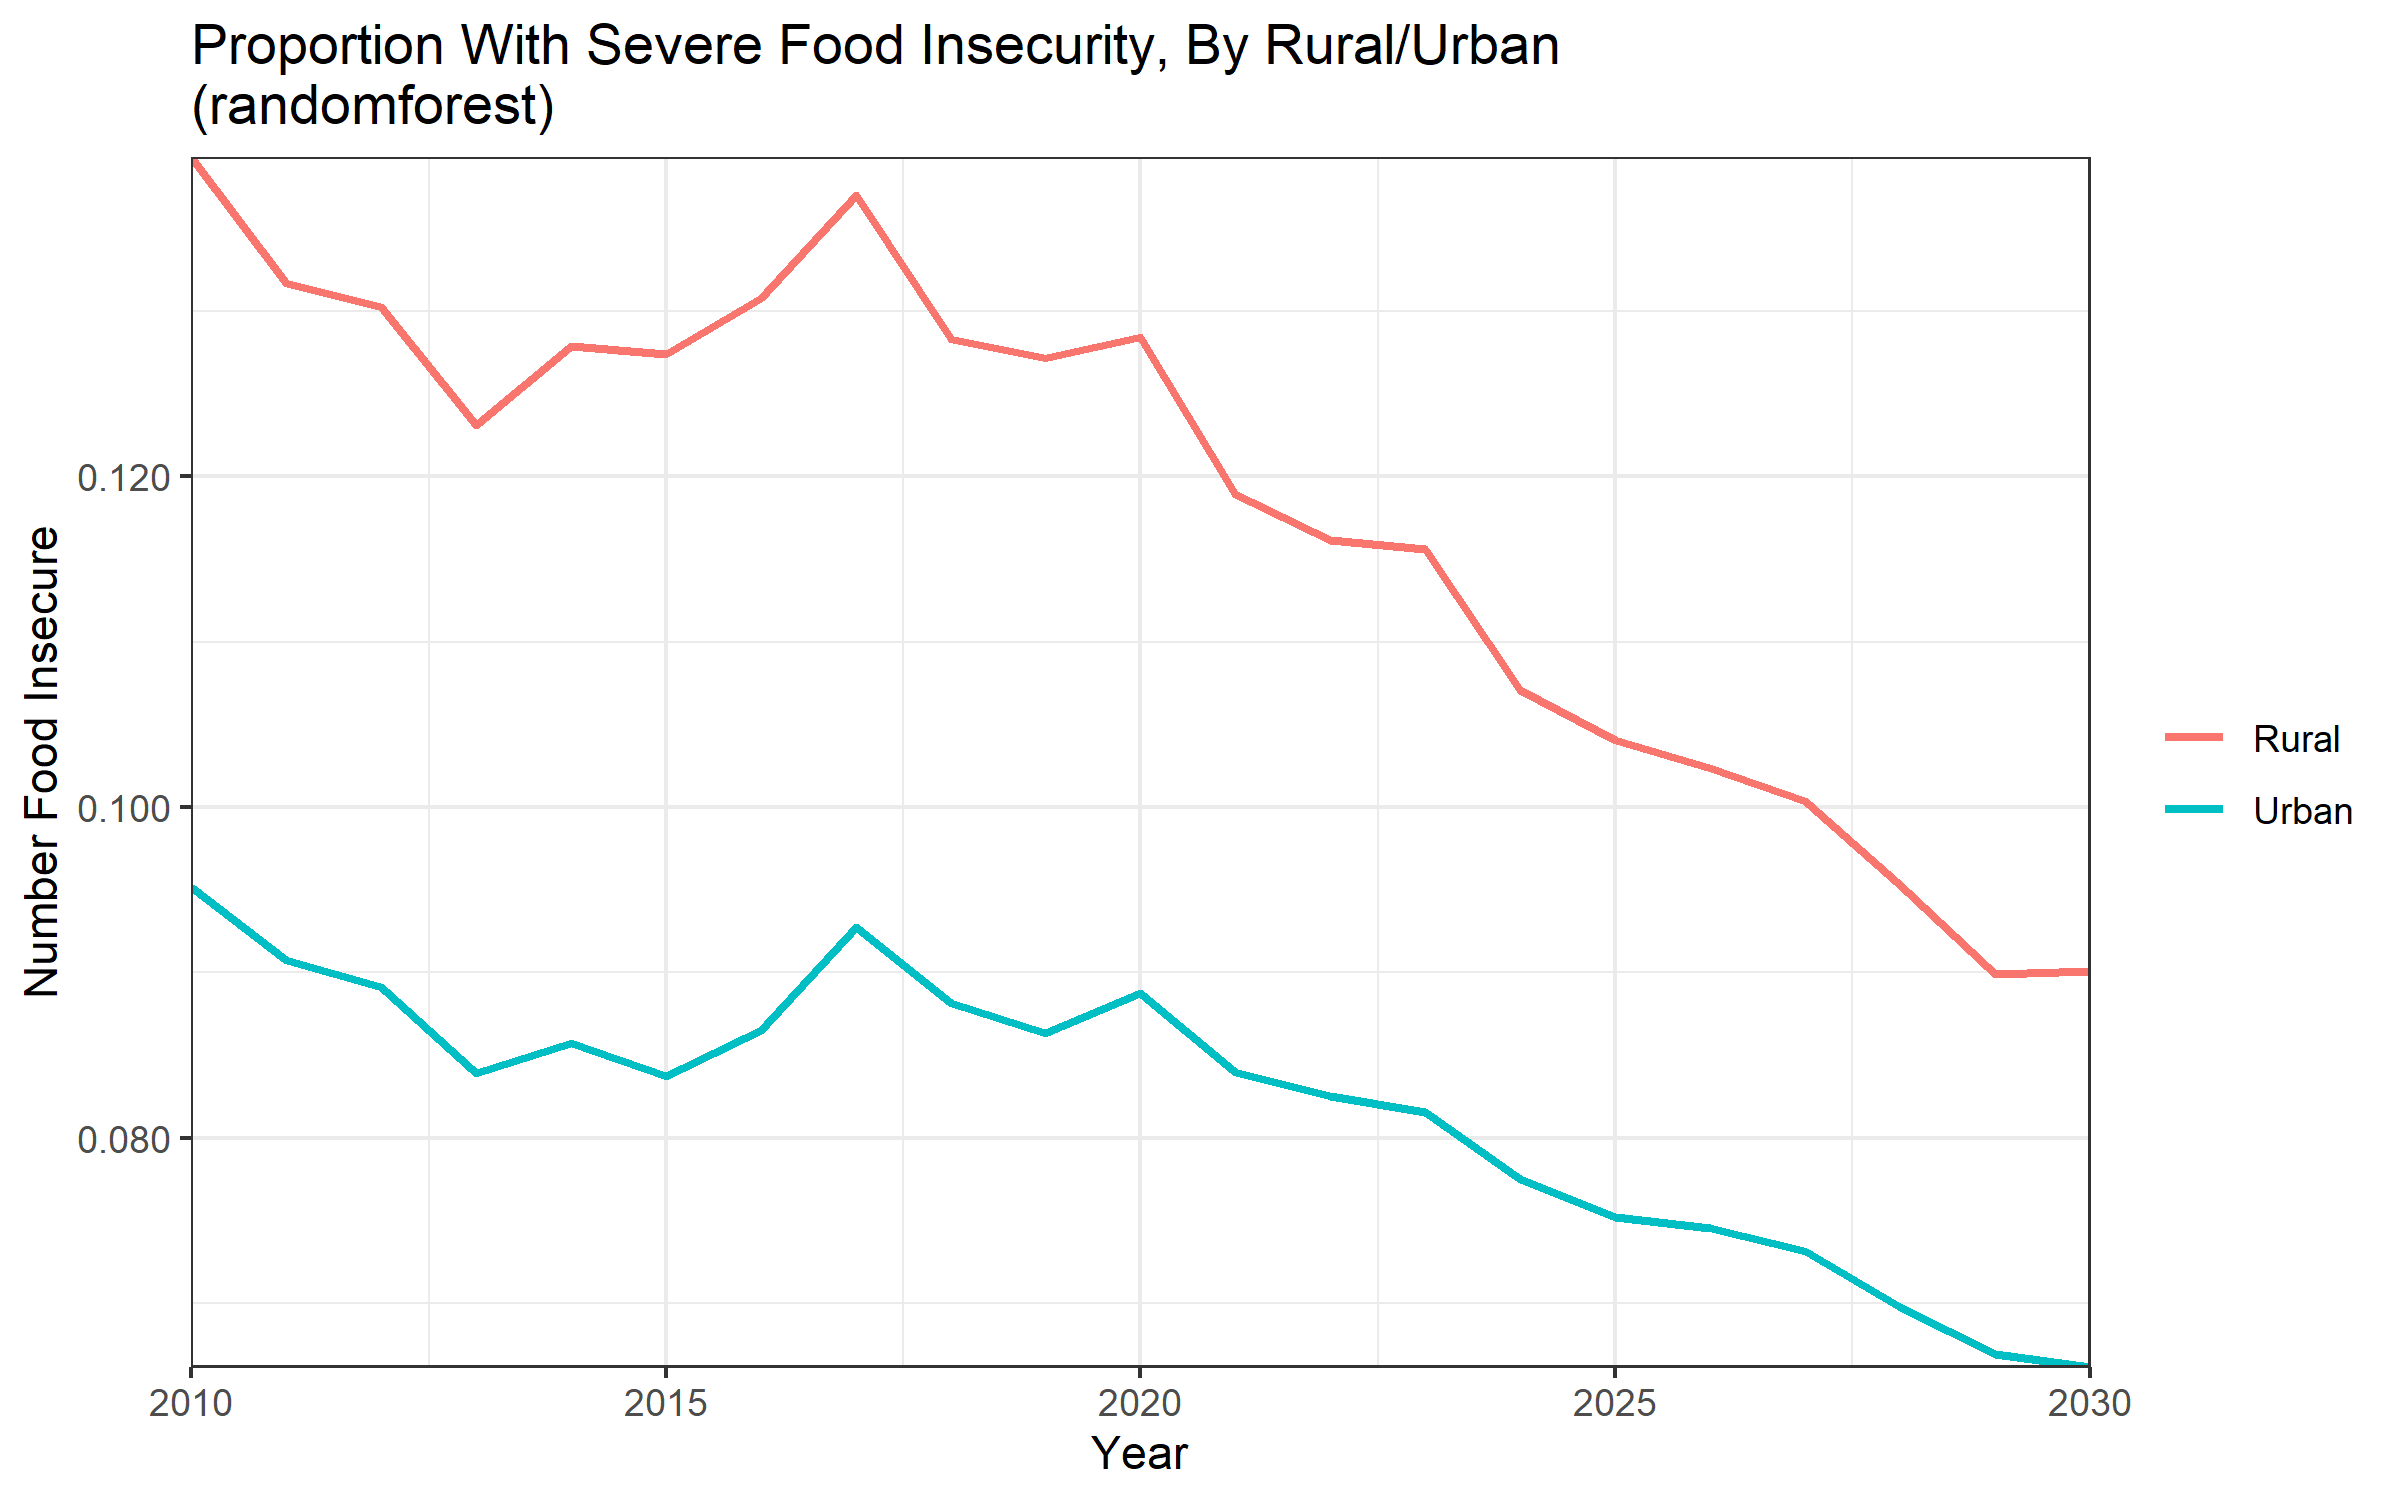 Proportion With Severe Food Insecurity, By Rural/Urban
(randomforest)
Number Food Insecure
0.120
0.100
0.080
2010
2015
2020
2025
2030
Year
Rural
Urban